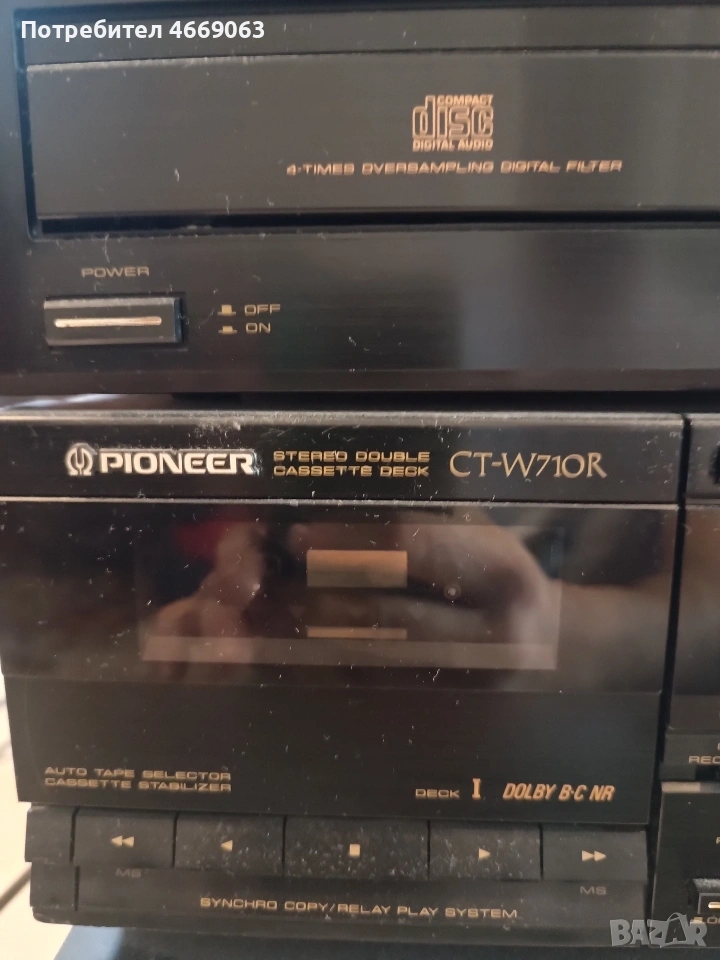 Потребител 4669063
COMPACT
disc
DIGITAL AUDIO
4-TIMES OVERSAMPLING DIGITAL FILTER
POWER
OFF
ON
PIONEER STEREO DOUBLE CASSETTE DECK CT-W710R
AUTO TAPE SELECTOR
CASSETTE STABILIZER
DECK I DOLBY B·C NR
MS
MS
SYNCHRO COPY/RELAY PLAY SYSTEM
BAZAR